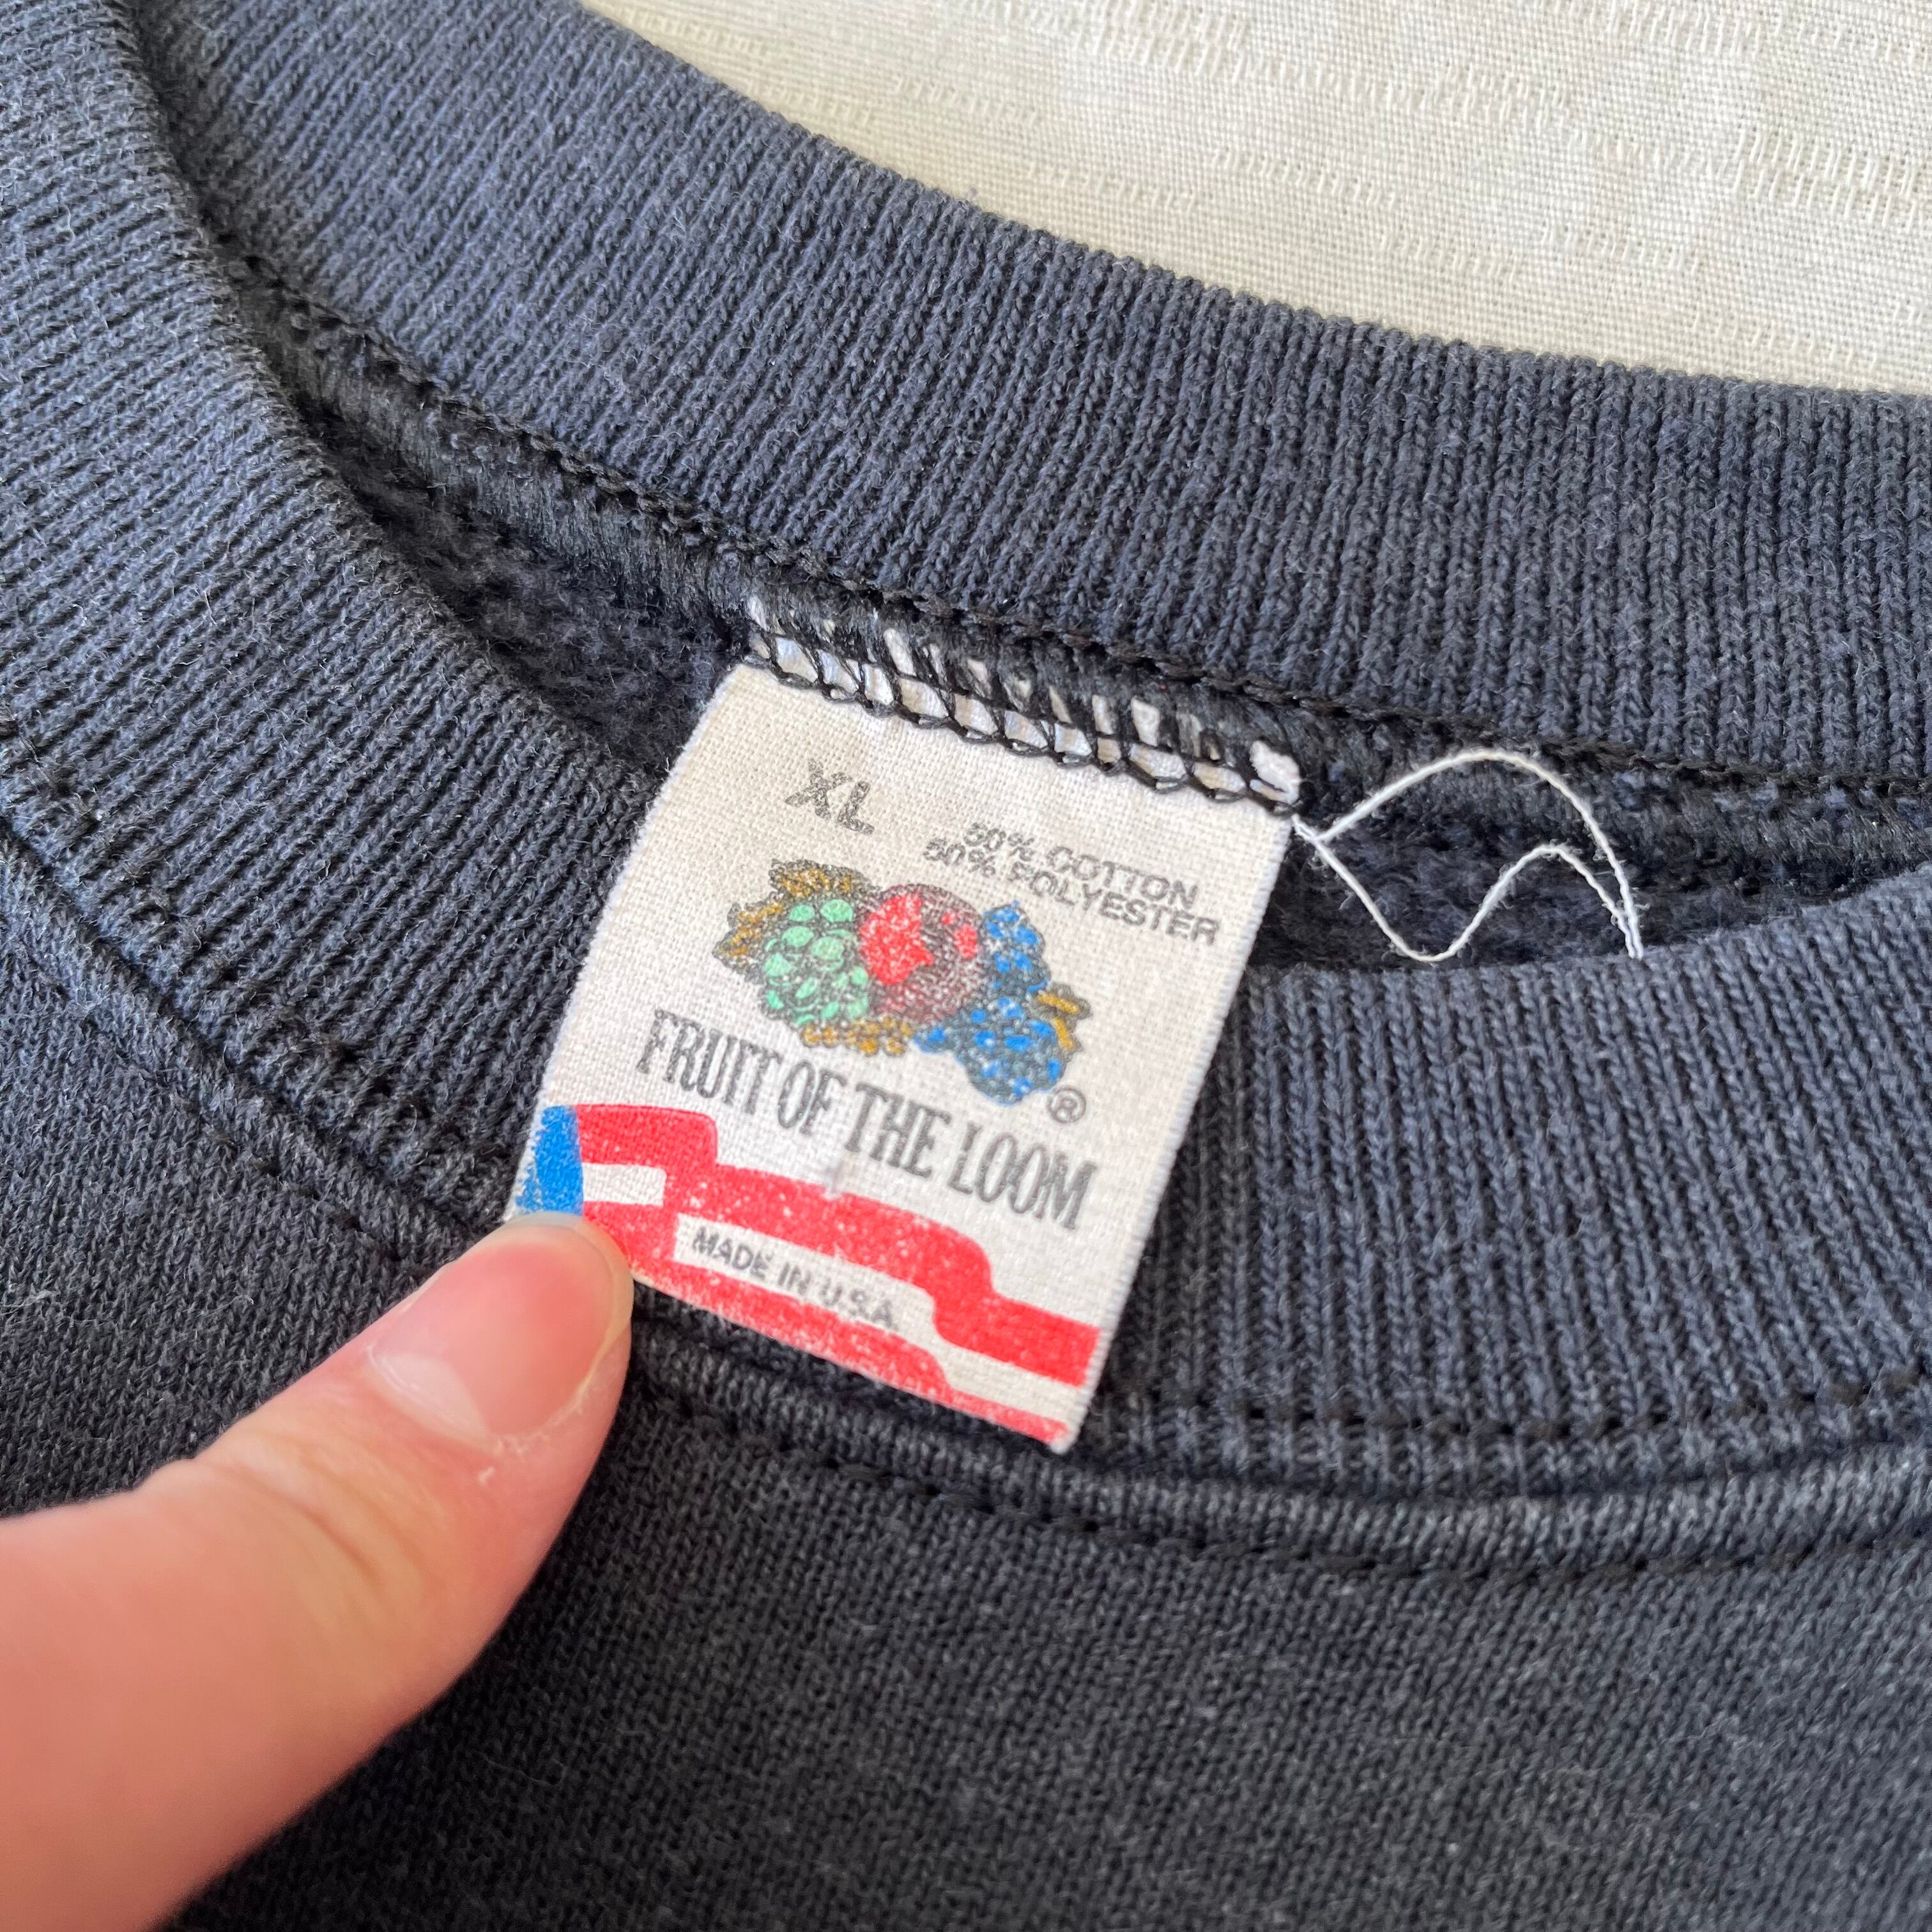 XL
50% COTTON
50% POLYESTER
FRUIT OF THE LOOM ®
MADE IN U.S.A.